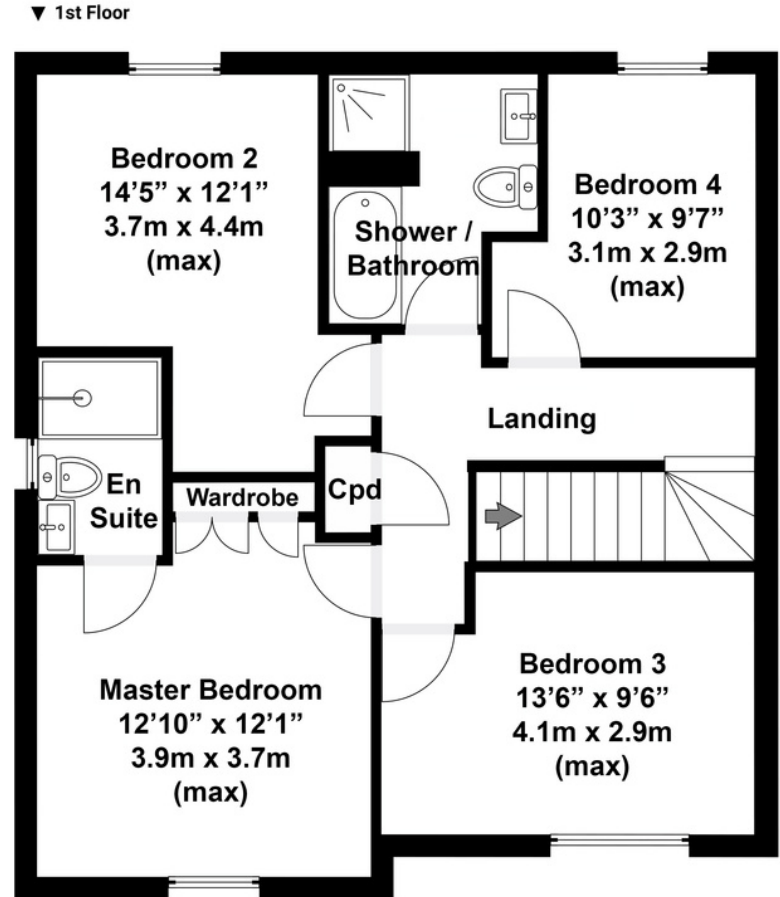 ▼ 1st Floor
Bedroom 2
14’5” x 12’1”
3.7m x 4.4m
(max)
Shower /
Bathroom
Bedroom 4
10’3” x 9’7”
3.1m x 2.9m
(max)
Landing
En
Suite
Wardrobe
Cpd
Master Bedroom
12’10” x 12’1”
3.9m x 3.7m
(max)
Bedroom 3
13’6” x 9’6”
4.1m x 2.9m
(max)